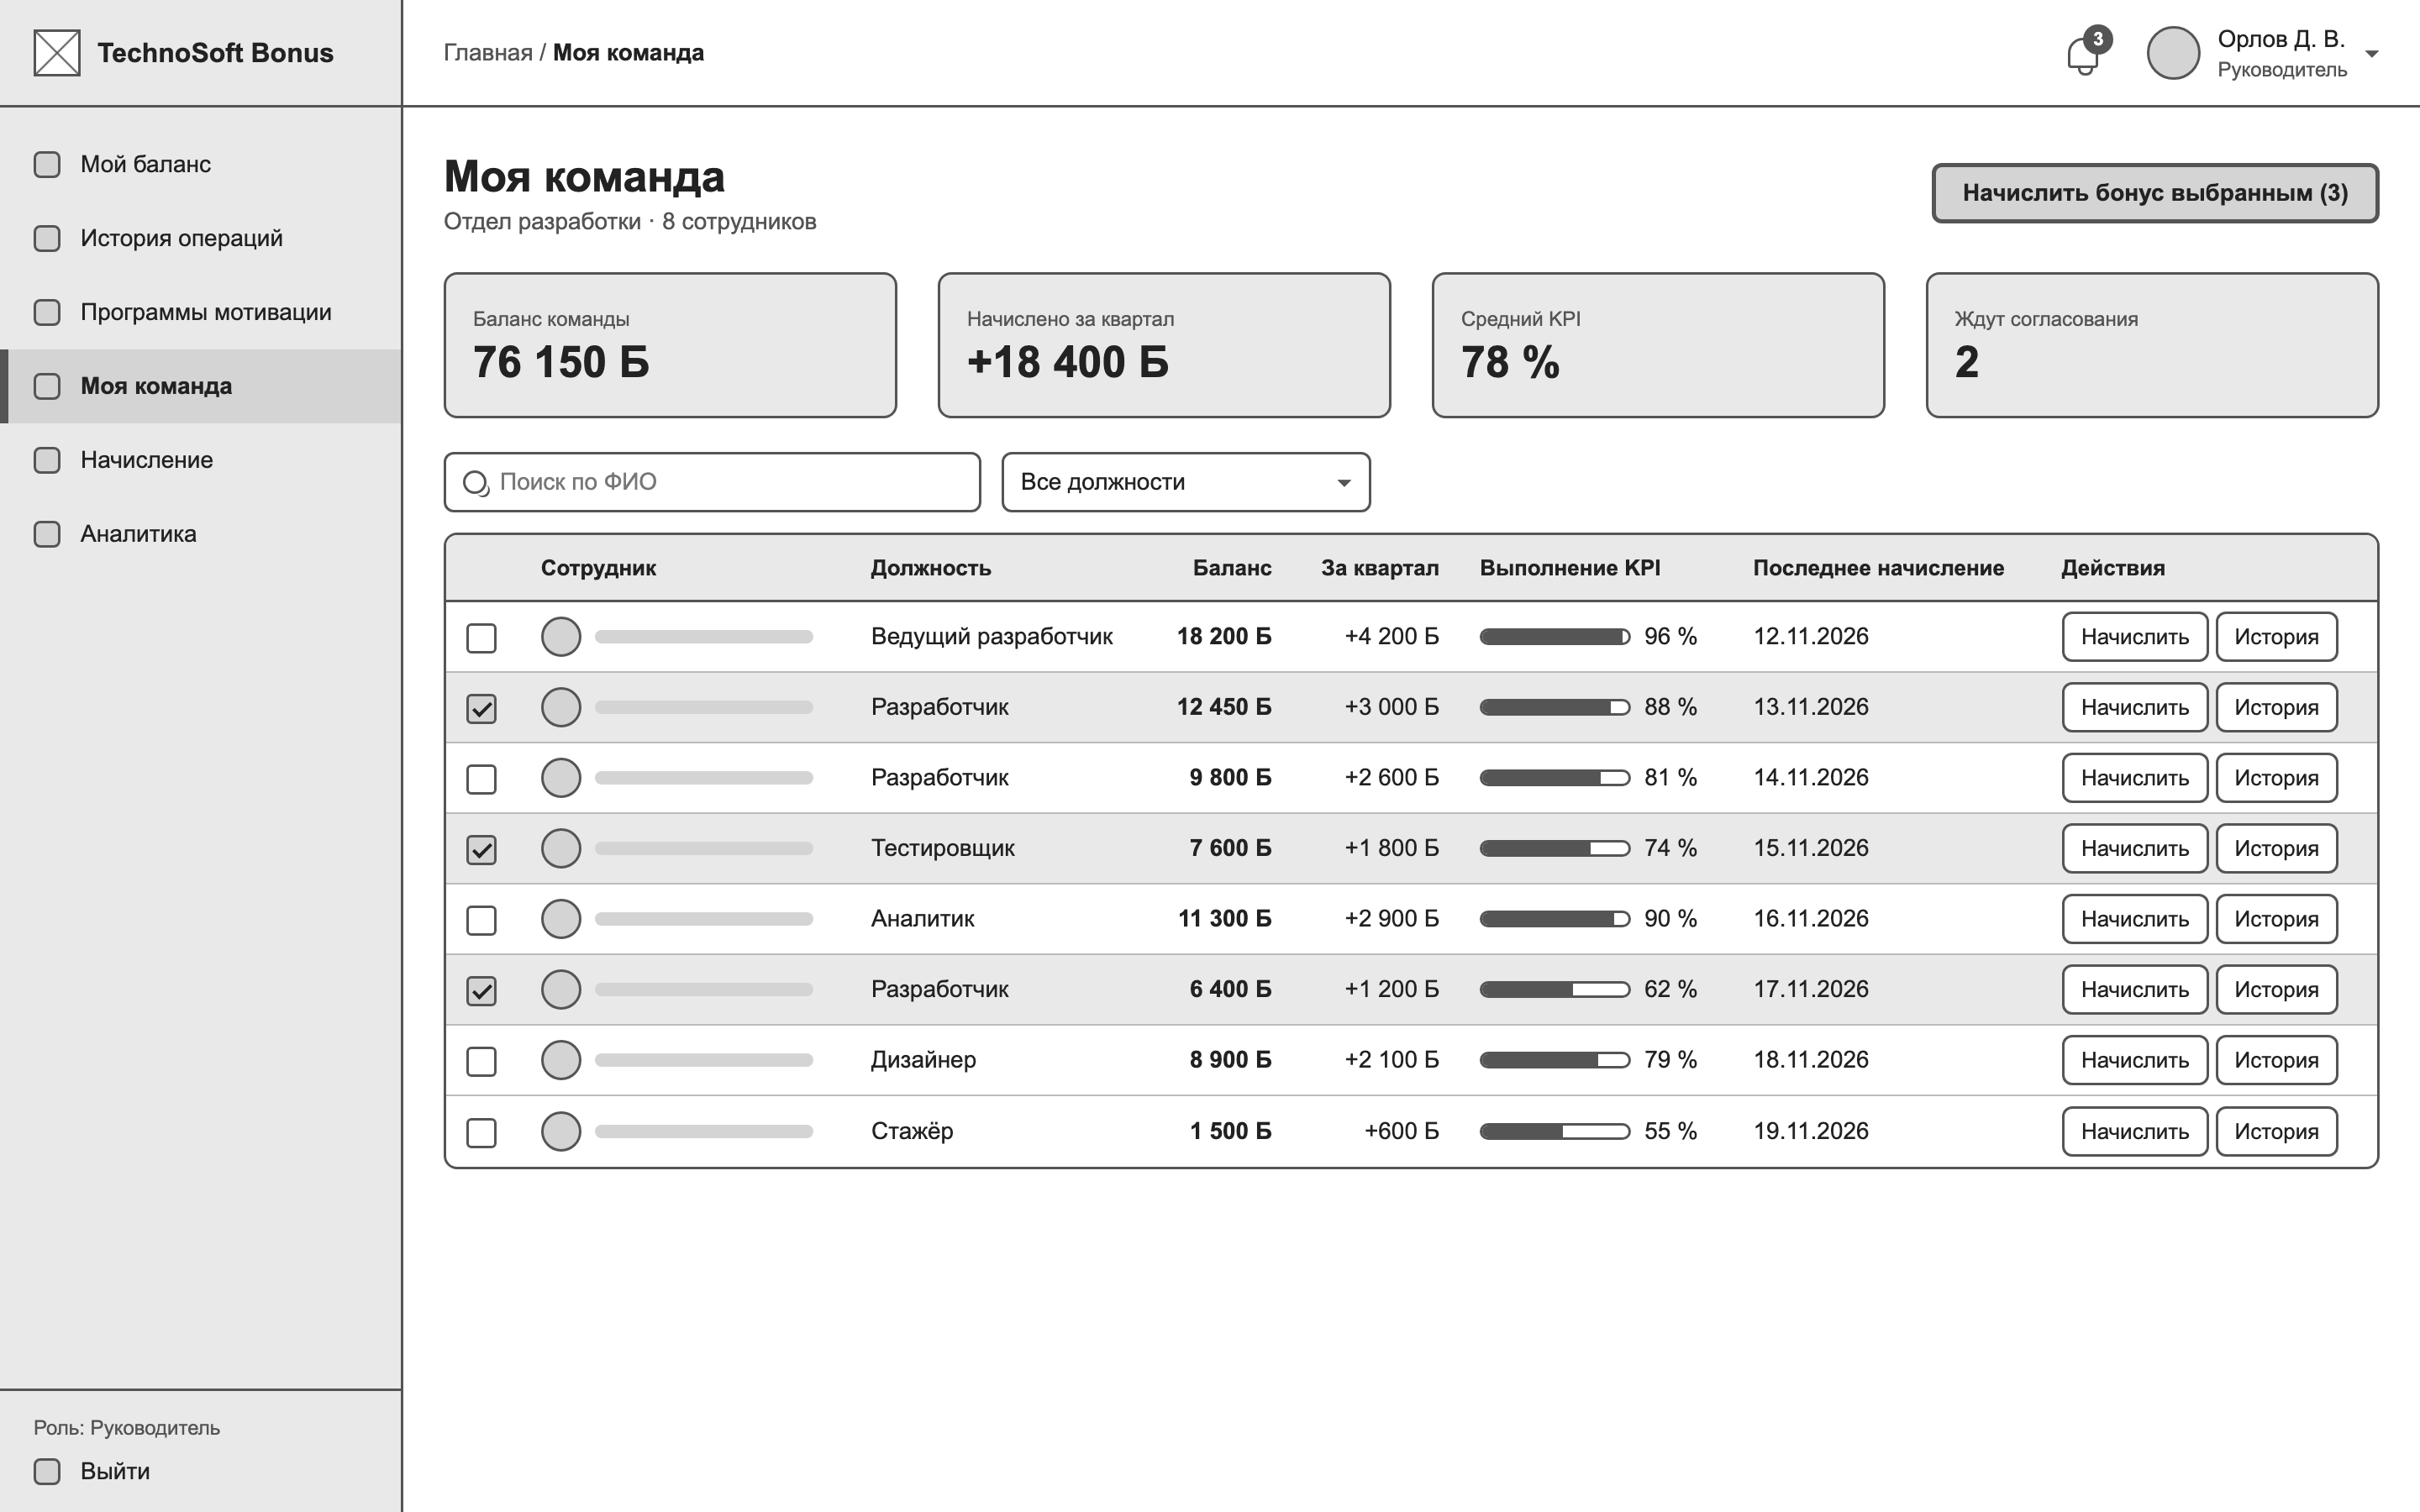 TechnoSoft Bonus
Главная / Моя команда
3
Орлов Д. В.
Руководитель
Мой баланс
История операций
Программы мотивации
Моя команда
Начисление
Аналитика
Роль: Руководитель
Выйти
Моя команда
Отдел разработки · 8 сотрудников
Начислить бонус выбранным (3)
Баланс команды
76 150 Б
Начислено за квартал
+18 400 Б
Средний KPI
78 %
Ждут согласования
2
Поиск по ФИО
Все должности
Сотрудник Должность Баланс За квартал Выполнение KPI Последнее начисление Действия
Ведущий разработчик 18 200 Б +4 200 Б 96 % 12.11.2026 Начислить История
Разработчик 12 450 Б +3 000 Б 88 % 13.11.2026 Начислить История
Разработчик 9 800 Б +2 600 Б 81 % 14.11.2026 Начислить История
Тестировщик 7 600 Б +1 800 Б 74 % 15.11.2026 Начислить История
Аналитик 11 300 Б +2 900 Б 90 % 16.11.2026 Начислить История
Разработчик 6 400 Б +1 200 Б 62 % 17.11.2026 Начислить История
Дизайнер 8 900 Б +2 100 Б 79 % 18.11.2026 Начислить История
Стажёр 1 500 Б +600 Б 55 % 19.11.2026 Начислить История